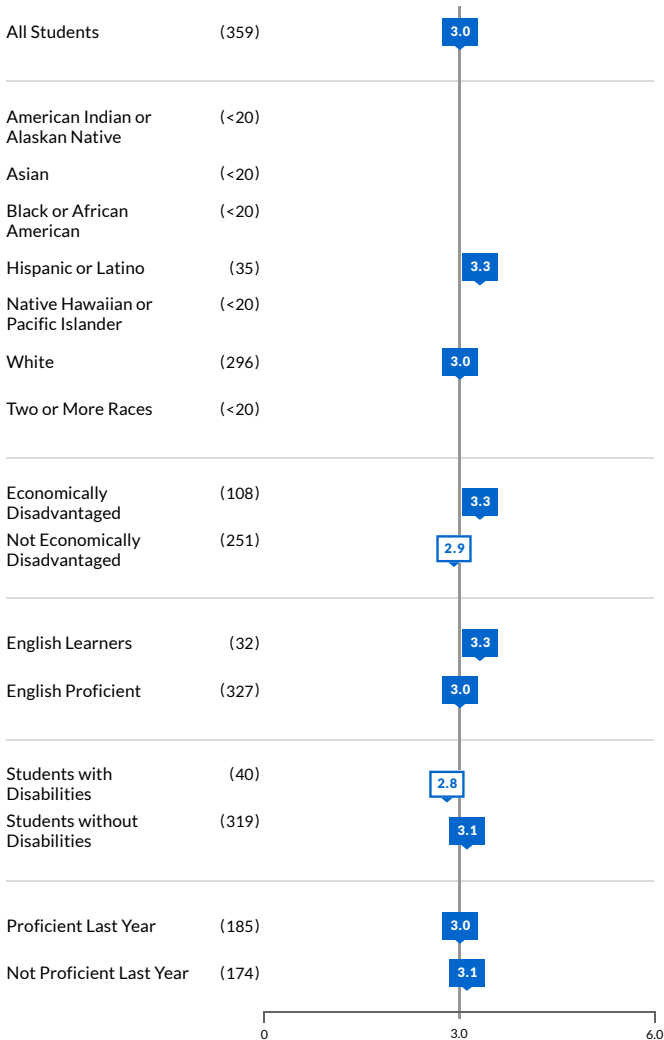 All Students (359) 3.0
American Indian or (<20)
Alaskan Native
Asian (<20)
Black or African (<20)
American
Hispanic or Latino (35) 3.3
Native Hawaiian or (<20)
Pacific Islander
White (296) 3.0
Two or More Races (<20)
Economically (108) 3.3
Disadvantaged
Not Economically (251) 2.9
Disadvantaged
English Learners (32) 3.3
English Proficient (327) 3.0
Students with (40) 2.8
Disabilities
Students without (319) 3.1
Disabilities
Proficient Last Year (185) 3.0
Not Proficient Last Year (174) 3.1
0 3.0 6.0